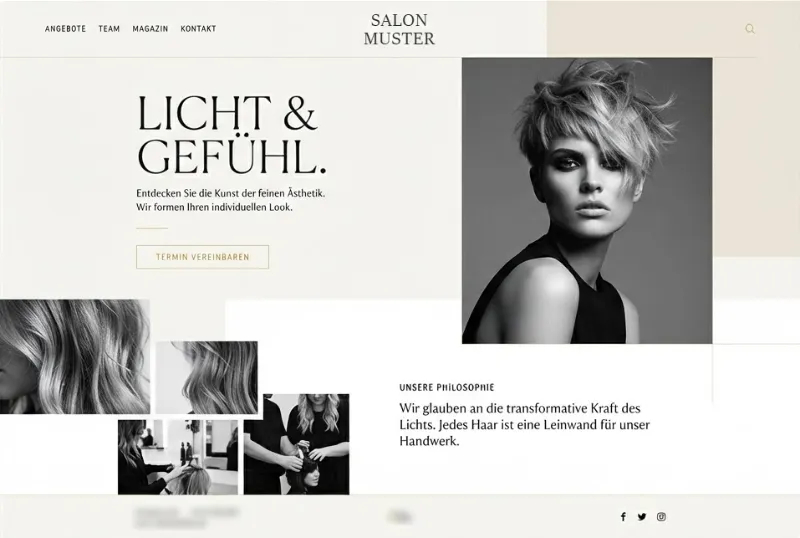 ANGEBOTE TEAM MAGAZIN KONTAKT
SALON
MUSTER
LICHT &
GEFÜHL.
Entdecken Sie die Kunst der feinen Ästhetik.
Wir formen Ihren individuellen Look.
TERMIN VEREINBAREN
UNSERE PHILOSOPHIE
Wir glauben an die transformative Kraft des
Lichts. Jedes Haar ist eine Leinwand für unser
Handwerk.